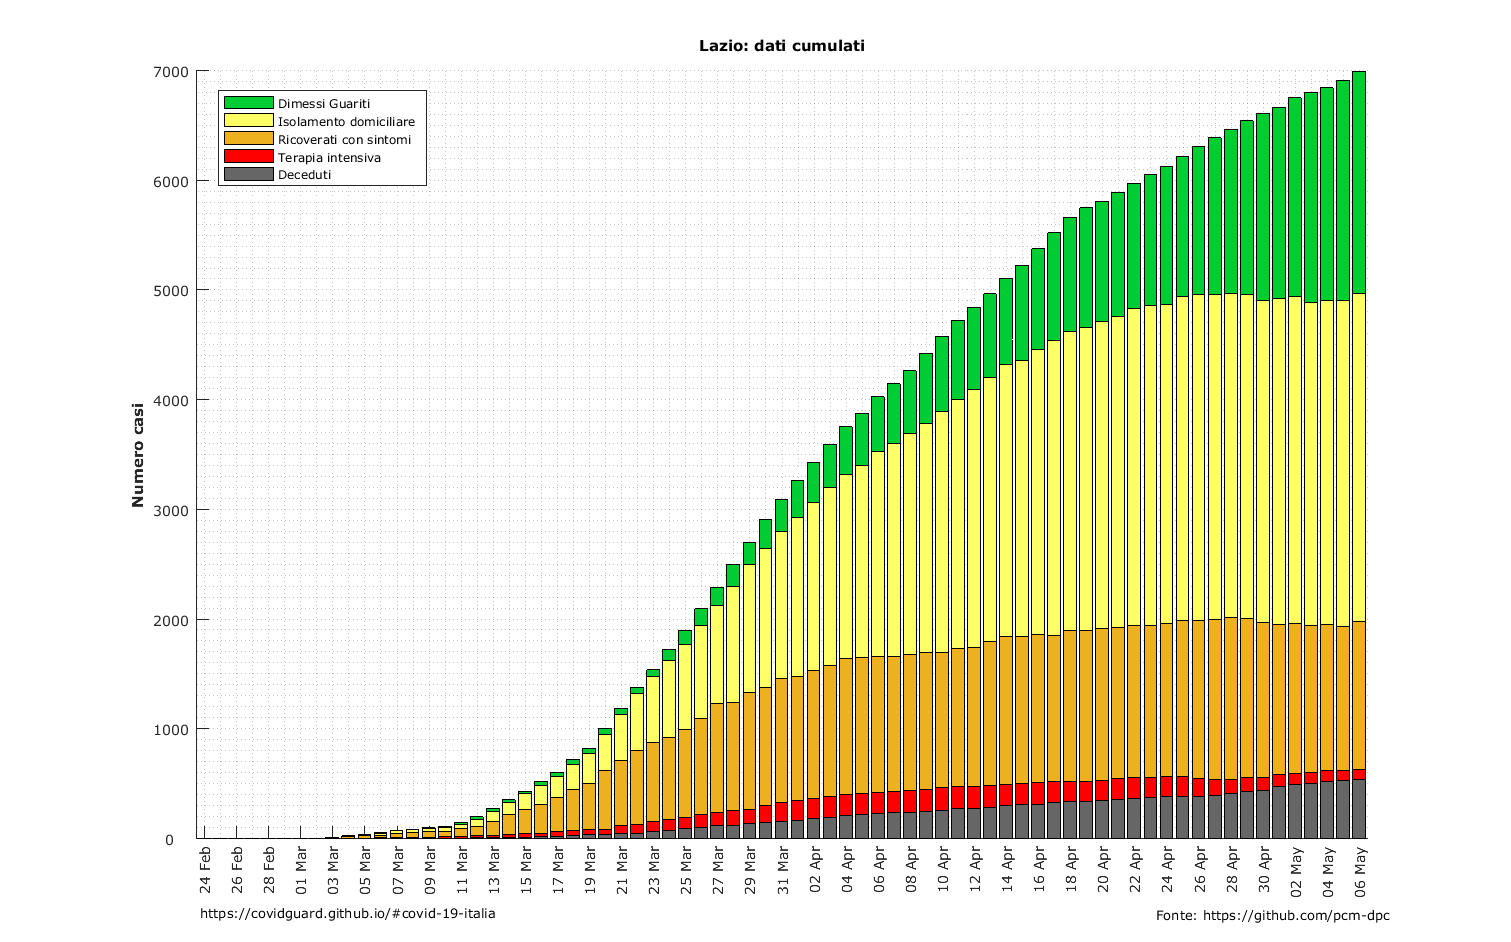 Lazio: dati cumulati
7000
6000
5000
4000
3000
2000
1000
0
Numero casi
Dimessi Guariti
Isolamento domiciliare
Ricoverati con sintomi
Terapia intensiva
Deceduti
24 Feb
26 Feb
28 Feb
01 Mar
03 Mar
05 Mar
07 Mar
09 Mar
11 Mar
13 Mar
15 Mar
17 Mar
19 Mar
21 Mar
23 Mar
25 Mar
27 Mar
29 Mar
31 Mar
02 Apr
04 Apr
06 Apr
08 Apr
10 Apr
12 Apr
14 Apr
16 Apr
18 Apr
20 Apr
22 Apr
24 Apr
26 Apr
28 Apr
30 Apr
02 May
04 May
06 May
https://covidguard.github.io/#covid-19-italia
Fonte: https://github.com/pcm-dpc